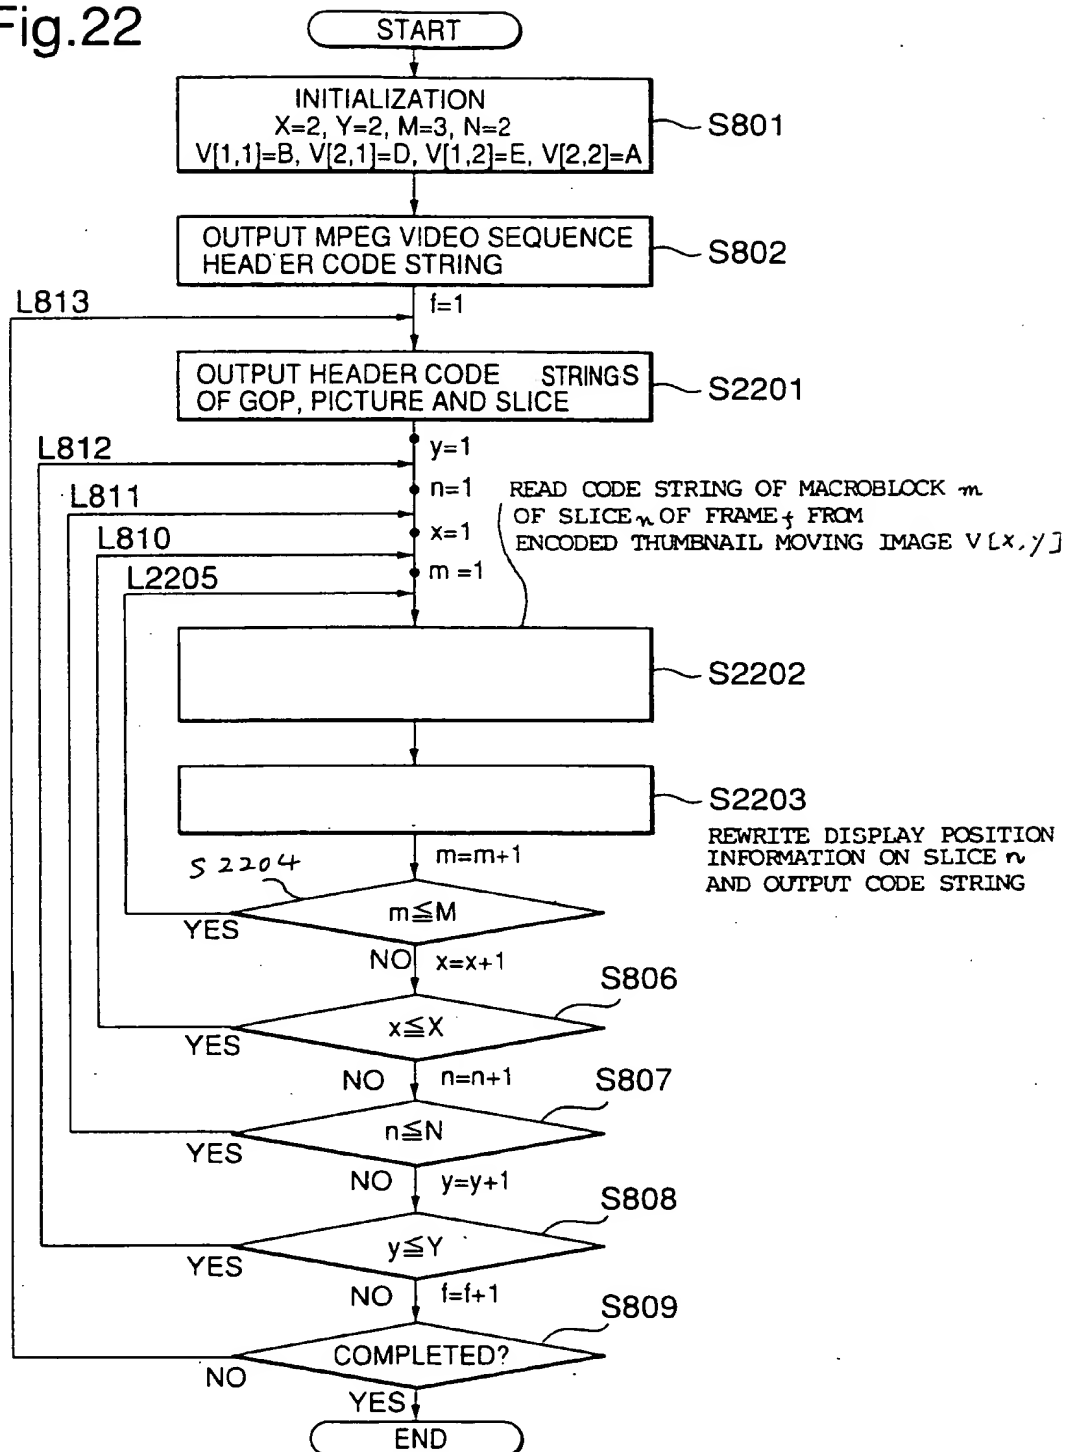 Fig.22
START
INITIALIZATION
X=2, Y=2, M=3, N=2
V[1,1]=B, V[2,1]=D, V[1,2]=E, V[2,2]=A
S801
OUTPUT MPEG VIDEO SEQUENCE
HEADER CODE STRING
S802
L813
f=1
OUTPUT HEADER CODE STRINGS
OF GOP, PICTURE AND SLICE
S2201
L812
y=1
L811
n=1
READ CODE STRING OF MACROBLOCK m
OF SLICE n OF FRAME f FROM
ENCODED THUMBNAIL MOVING IMAGE V[x,y]
L810
x=1
L2205
m=1
S2202
S2203
REWRITE DISPLAY POSITION
INFORMATION ON SLICE n
AND OUTPUT CODE STRING
m=m+1
S2204
m≦M
YES
NO
x=x+1
S806
x≦X
YES
NO
n=n+1
S807
n≦N
YES
NO
y=y+1
S808
y≦Y
YES
NO
f=f+1
S809
COMPLETED?
NO
YES
END